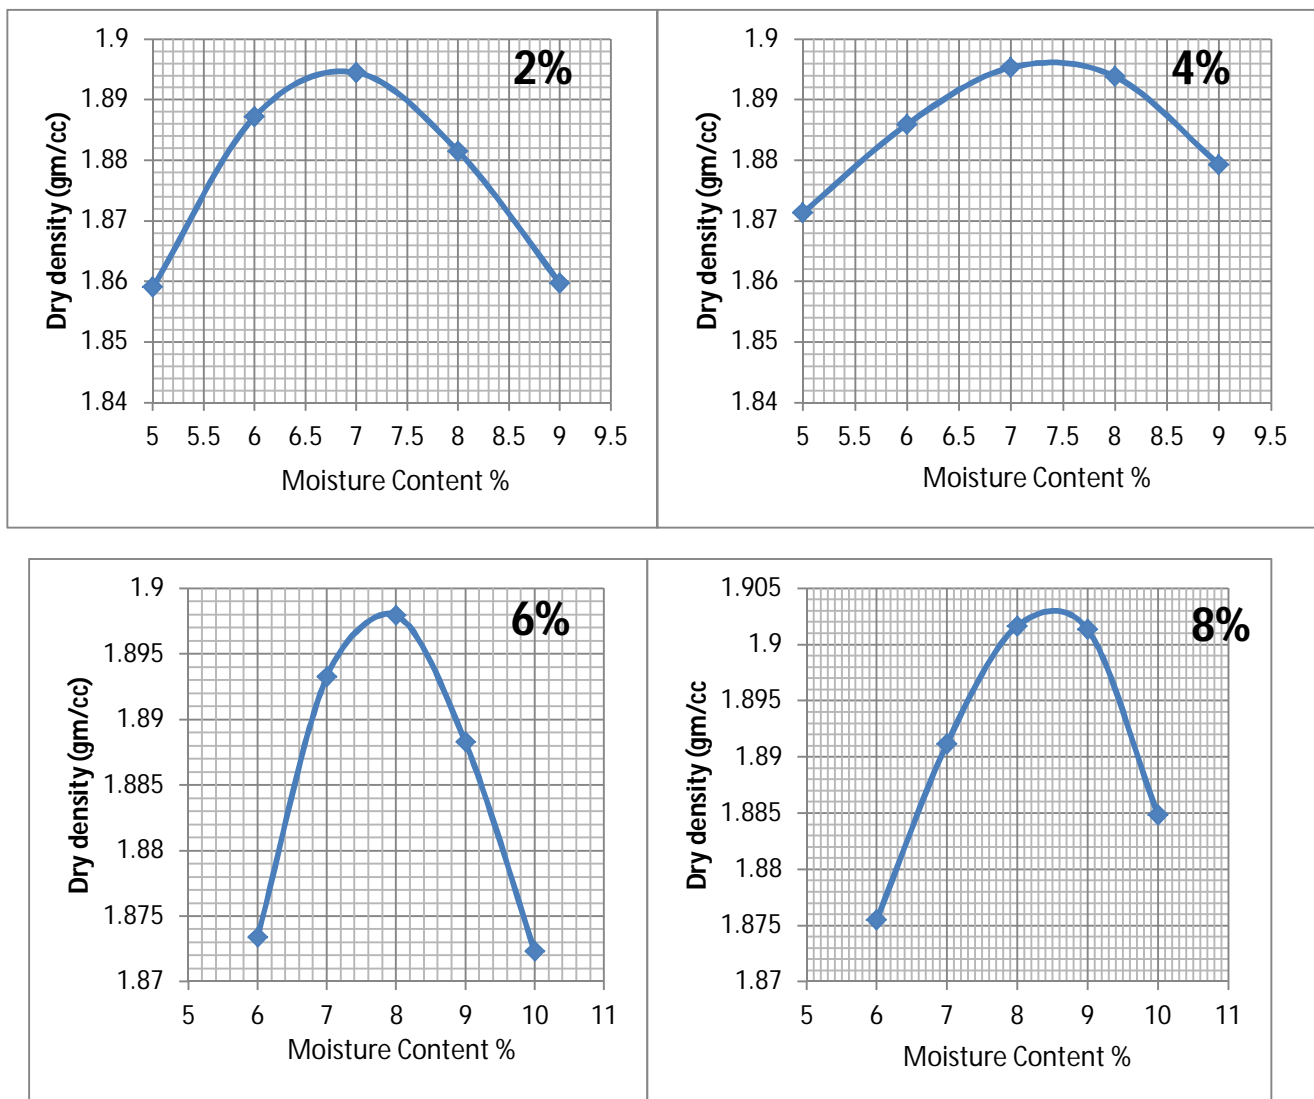 2%
Dry density (gm/cc)
1.9
1.89
1.88
1.87
1.86
1.85
1.84
5 5.5 6 6.5 7 7.5 8 8.5 9 9.5
Moisture Content %
4%
Dry density (gm/cc)
1.9
1.89
1.88
1.87
1.86
1.85
1.84
5 5.5 6 6.5 7 7.5 8 8.5 9 9.5
Moisture Content %
6%
Dry density (gm/cc)
1.9
1.895
1.89
1.885
1.88
1.875
1.87
5 6 7 8 9 10 11
Moisture Content %
8%
Dry density (gm/cc
1.905
1.9
1.895
1.89
1.885
1.88
1.875
1.87
5 6 7 8 9 10 11
Moisture Content %